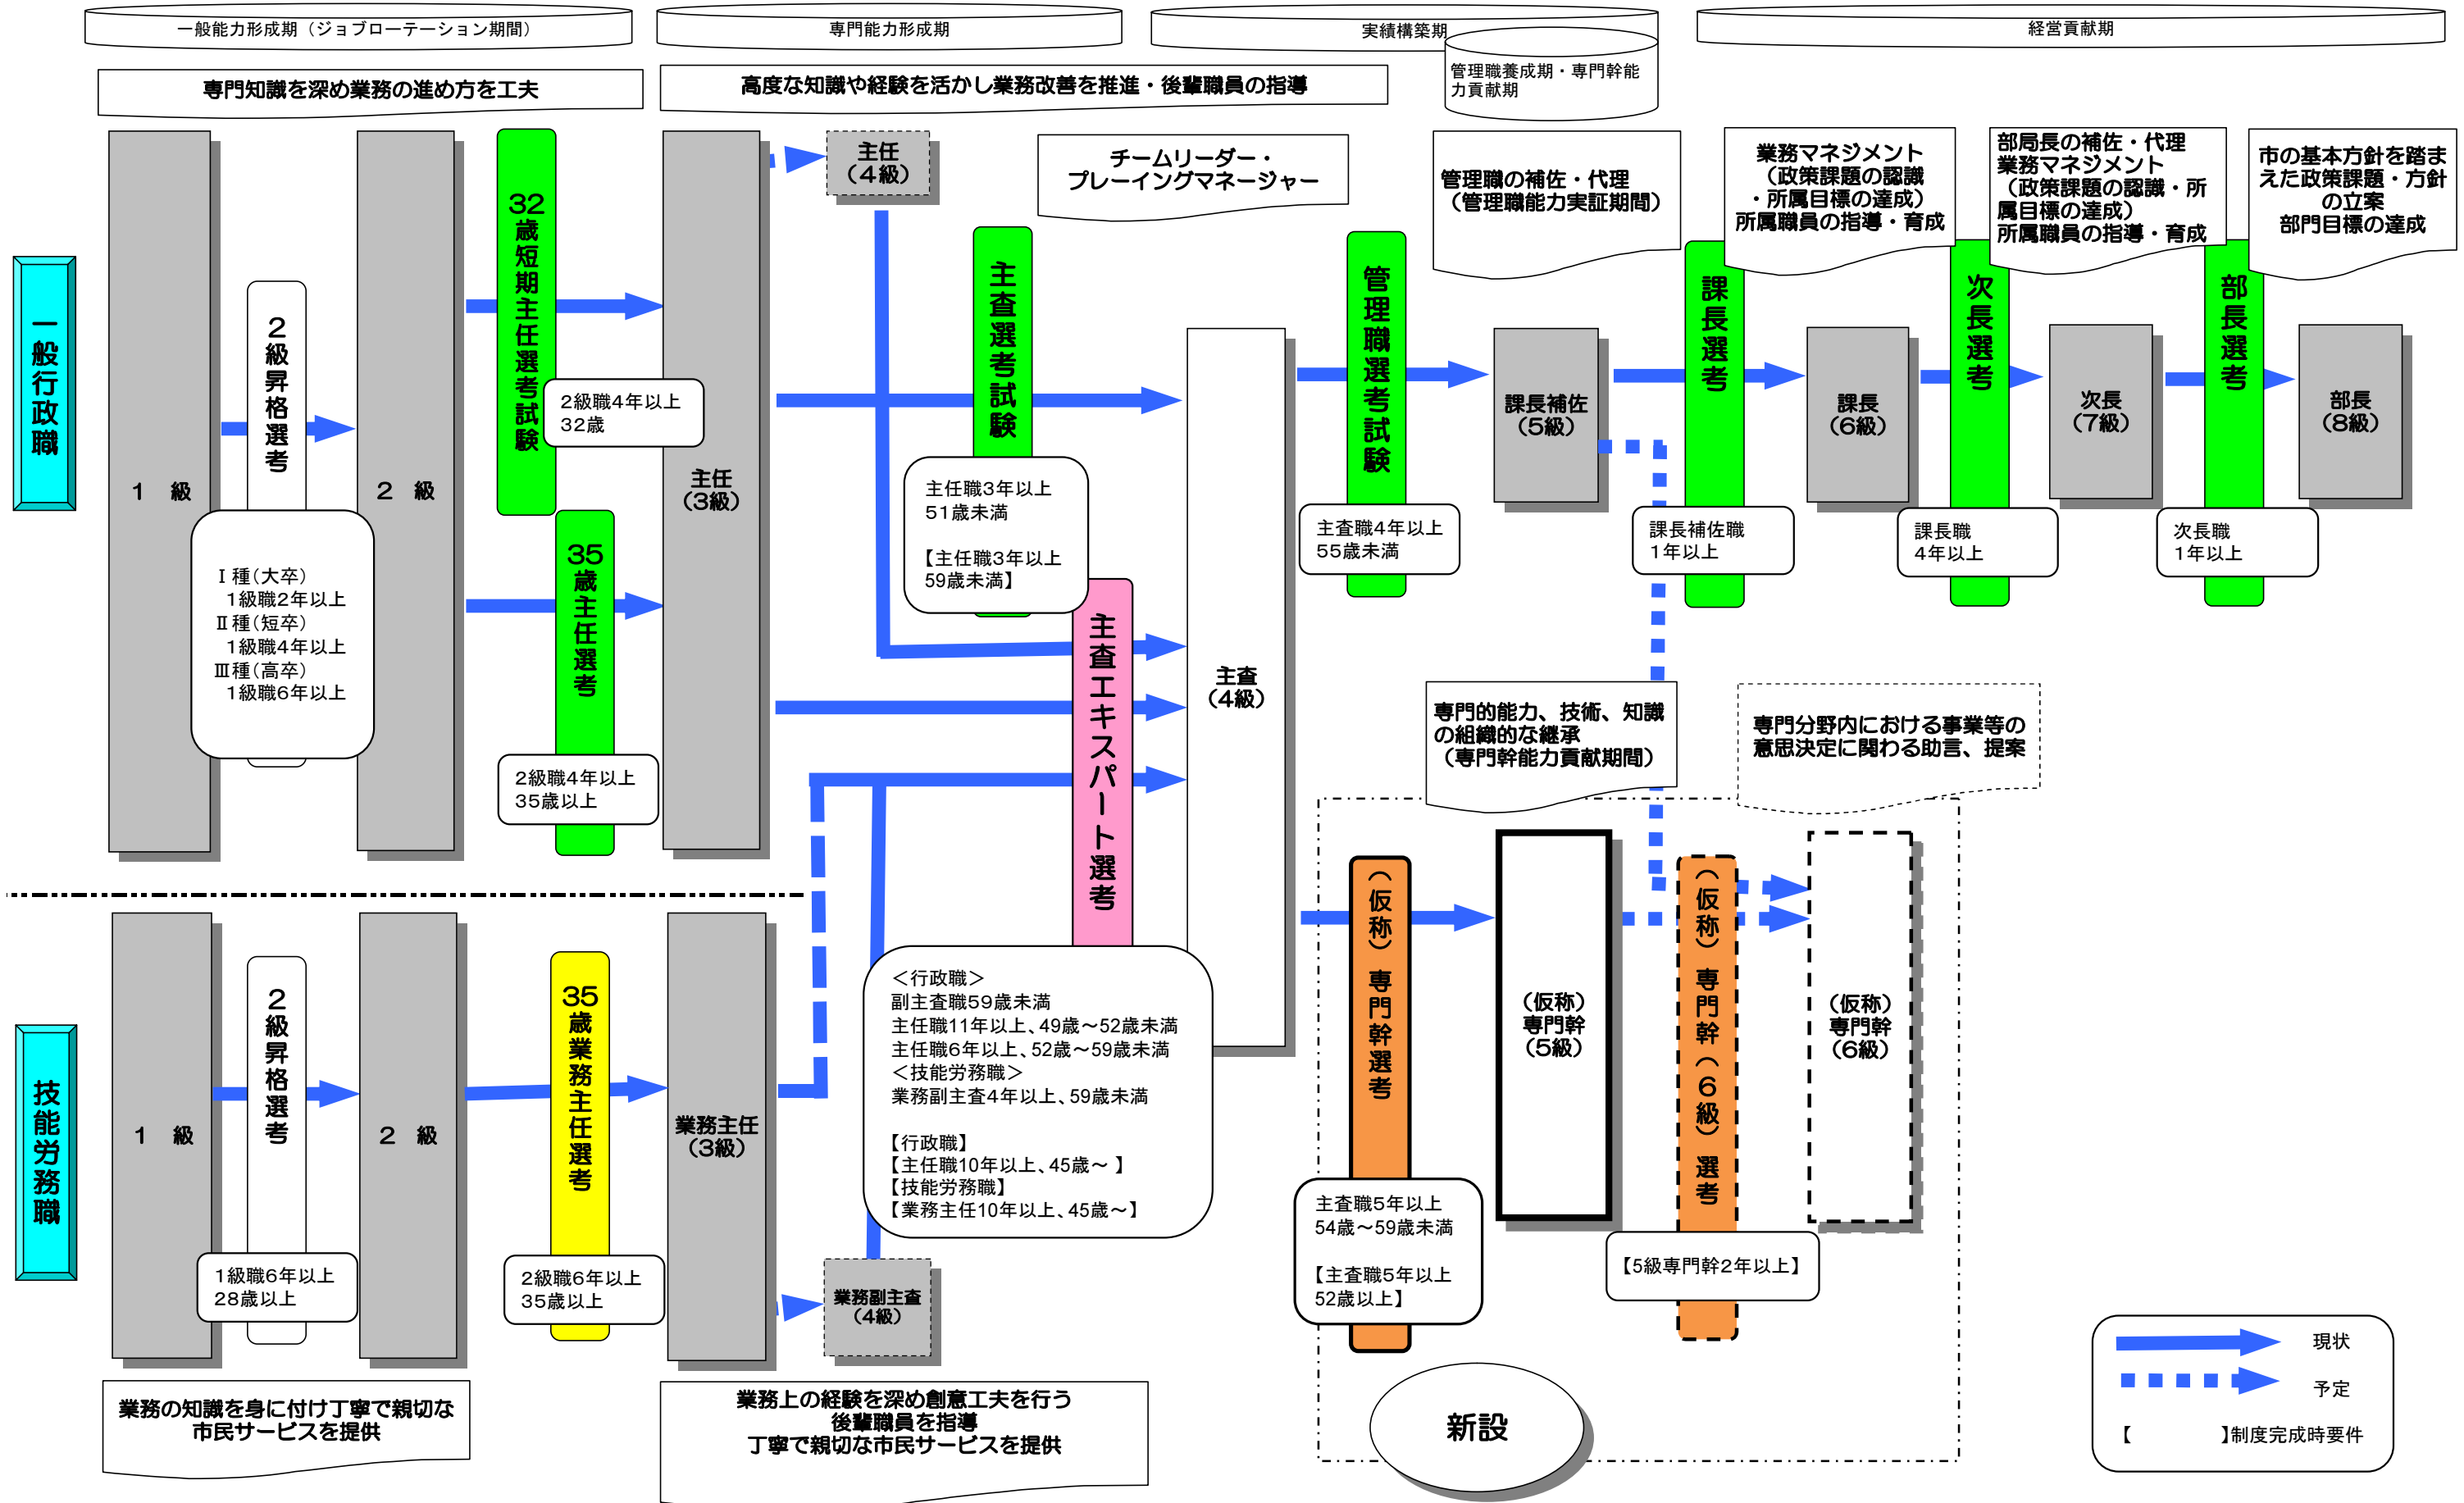 一般能力形成期（ジョブローテーション期間）
専門能力形成期
実績構築期
管理職養成期・専門幹能
力貢献期
経営貢献期
専門知識を深め業務の進め方を工夫
高度な知識や経験を活かし業務改善を推進・後輩職員の指導
チームリーダー・
プレーイングマネージャー
管理職の補佐・代理
（管理職能力実証期間）
業務マネジメント
（政策課題の認識
・所属目標の達成）
所属職員の指導・育成
部局長の補佐・代理
業務マネジメント
（政策課題の認識・所
属目標の達成）
所属職員の指導・育成
市の基本方針を踏ま
えた政策課題・方針
の立案
部門目標の達成
一般行政職
1　級
2級昇格選考
Ⅰ種（大卒）
1級職2年以上
Ⅱ種（短卒）
1級職4年以上
Ⅲ種（高卒）
1級職6年以上
2　級
32歳短期主任選考試験
2級職4年以上
32歳
35歳主任選考
2級職4年以上
35歳以上
主任
（3級）
主任
（4級）
主査選考試験
主任職3年以上
51歳未満
【主任職3年以上
59歳未満】
主査エキスパート選考
＜行政職＞
副主査職59歳未満
主任職11年以上、49歳～52歳未満
主任職6年以上、52歳～59歳未満
＜技能労務職＞
業務副主査4年以上、59歳未満
【行政職】
【主任職10年以上、45歳～ 】
【技能労務職】
【業務主任10年以上、45歳～】
主査
（4級）
管理職選考試験
主査職4年以上
55歳未満
課長補佐
（5級）
課長選考
課長補佐職
1年以上
課長
（6級）
次長選考
課長職
4年以上
次長
（7級）
部長選考
次長職
1年以上
部長
（8級）
専門的能力、技術、知識
の組織的な継承
（専門幹能力貢献期間）
専門分野内における事業等の
意思決定に関わる助言、提案
（仮称）専門幹選考
主査職5年以上
54歳～59歳未満
【主査職5年以上
52歳以上】
（仮称）
専門幹
（5級）
（仮称）専門幹（6級）選考
【5級専門幹2年以上】
（仮称）
専門幹
（6級）
新設
技能労務職
1　級
2級昇格選考
1級職6年以上
28歳以上
2　級
35歳業務主任選考
2級職6年以上
35歳以上
業務主任
（3級）
業務副主査
（4級）
業務の知識を身に付け丁寧で親切な
市民サービスを提供
業務上の経験を深め創意工夫を行う
後輩職員を指導
丁寧で親切な市民サービスを提供
現状
予定
【　　　　　】制度完成時要件